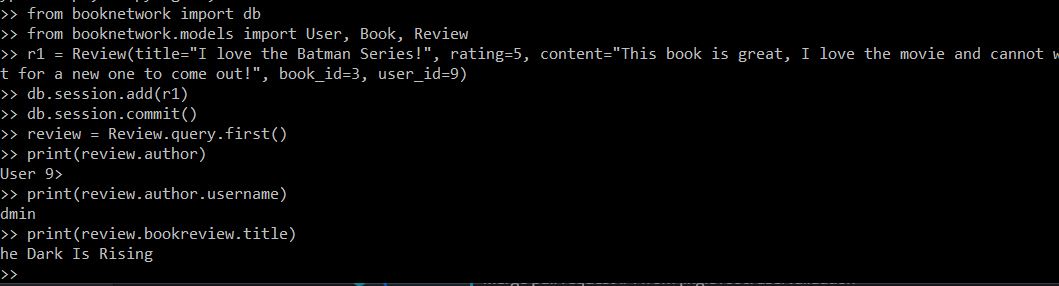 >> from booknetwork import db
>> from booknetwork.models import User, Book, Review
>> r1 = Review(title="I love the Batman Series!", rating=5, content="This book is great, I love the movie and cannot w
t for a new one to come out!", book_id=3, user_id=9)
>> db.session.add(r1)
>> db.session.commit()
>> review = Review.query.first()
>> print(review.author)
User 9>
>> print(review.author.username)
dmin
>> print(review.bookreview.title)
he Dark Is Rising
>>